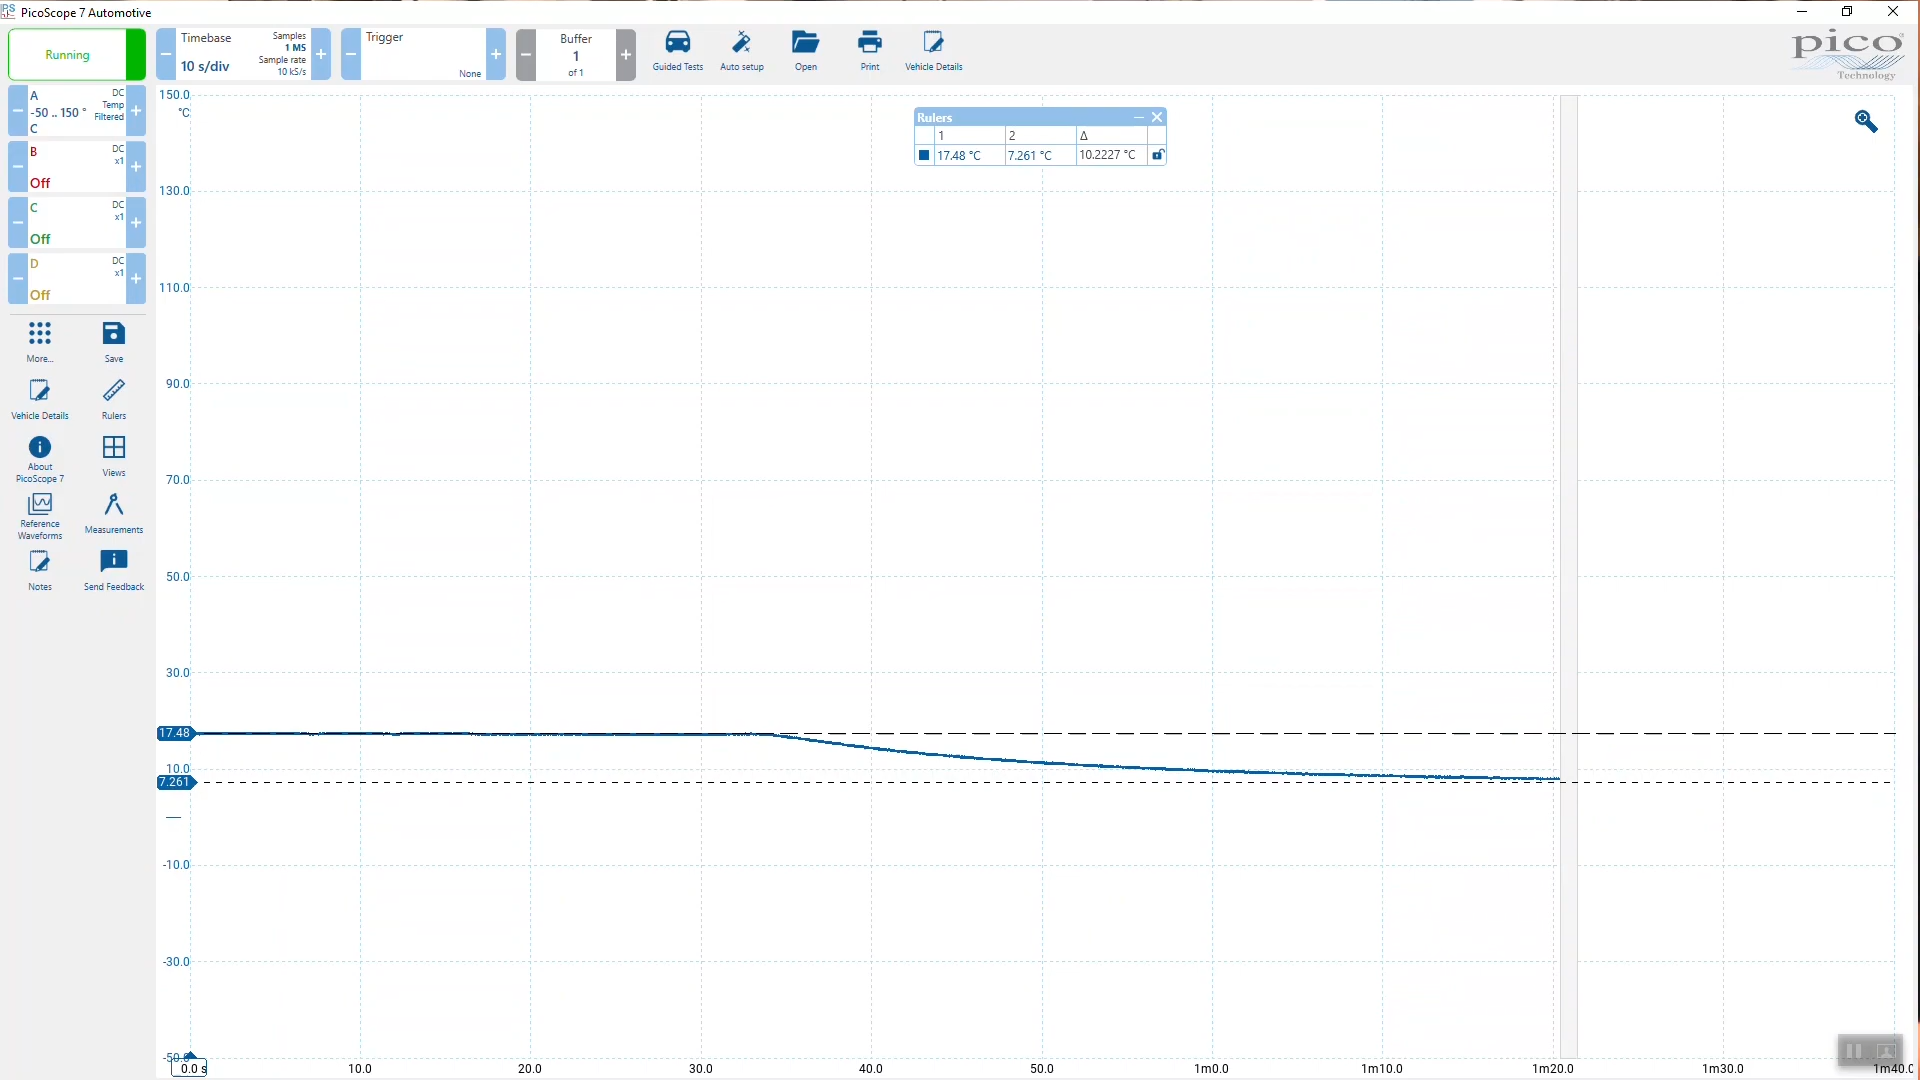 PicoScope 7 Automotive
Running
Timebase
10 s/div
Samples
1 MS
Sample rate
10 kS/s
Trigger
None
Buffer
1
of 1
Guided Tests
Auto setup
Open
Print
Vehicle Details
pico
Technology
A
-50 .. 150 °
C
DC
Temp
Filtered
B
DC
x1
Off
C
DC
x1
Off
D
DC
x1
Off
More...
Save
Vehicle Details
Rulers
About
PicoScope 7
Views
Reference
Waveforms
Measurements
Notes
Send Feedback
150.0
°C
130.0
110.0
90.0
70.0
50.0
30.0
17.48
10.0
7.261
-10.0
-30.0
-50.0
Rulers
1 2 Δ
17.48 °C 7.261 °C 10.2227 °C
0.0 s 10.0 20.0 30.0 40.0 50.0 1m0.0 1m10.0 1m20.0 1m30.0 1m40.0